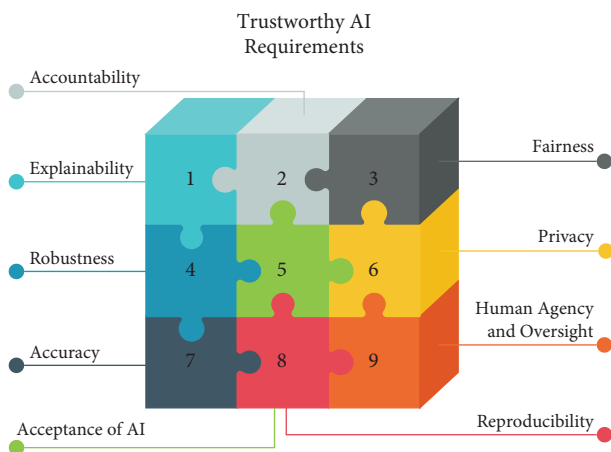 Trustworthy AI
Requirements
Accountability
Explainability
Robustness
Accuracy
Acceptance of AI
1
2
3
4
5
6
7
8
9
Fairness
Privacy
Human Agency
and Oversight
Reproducibility